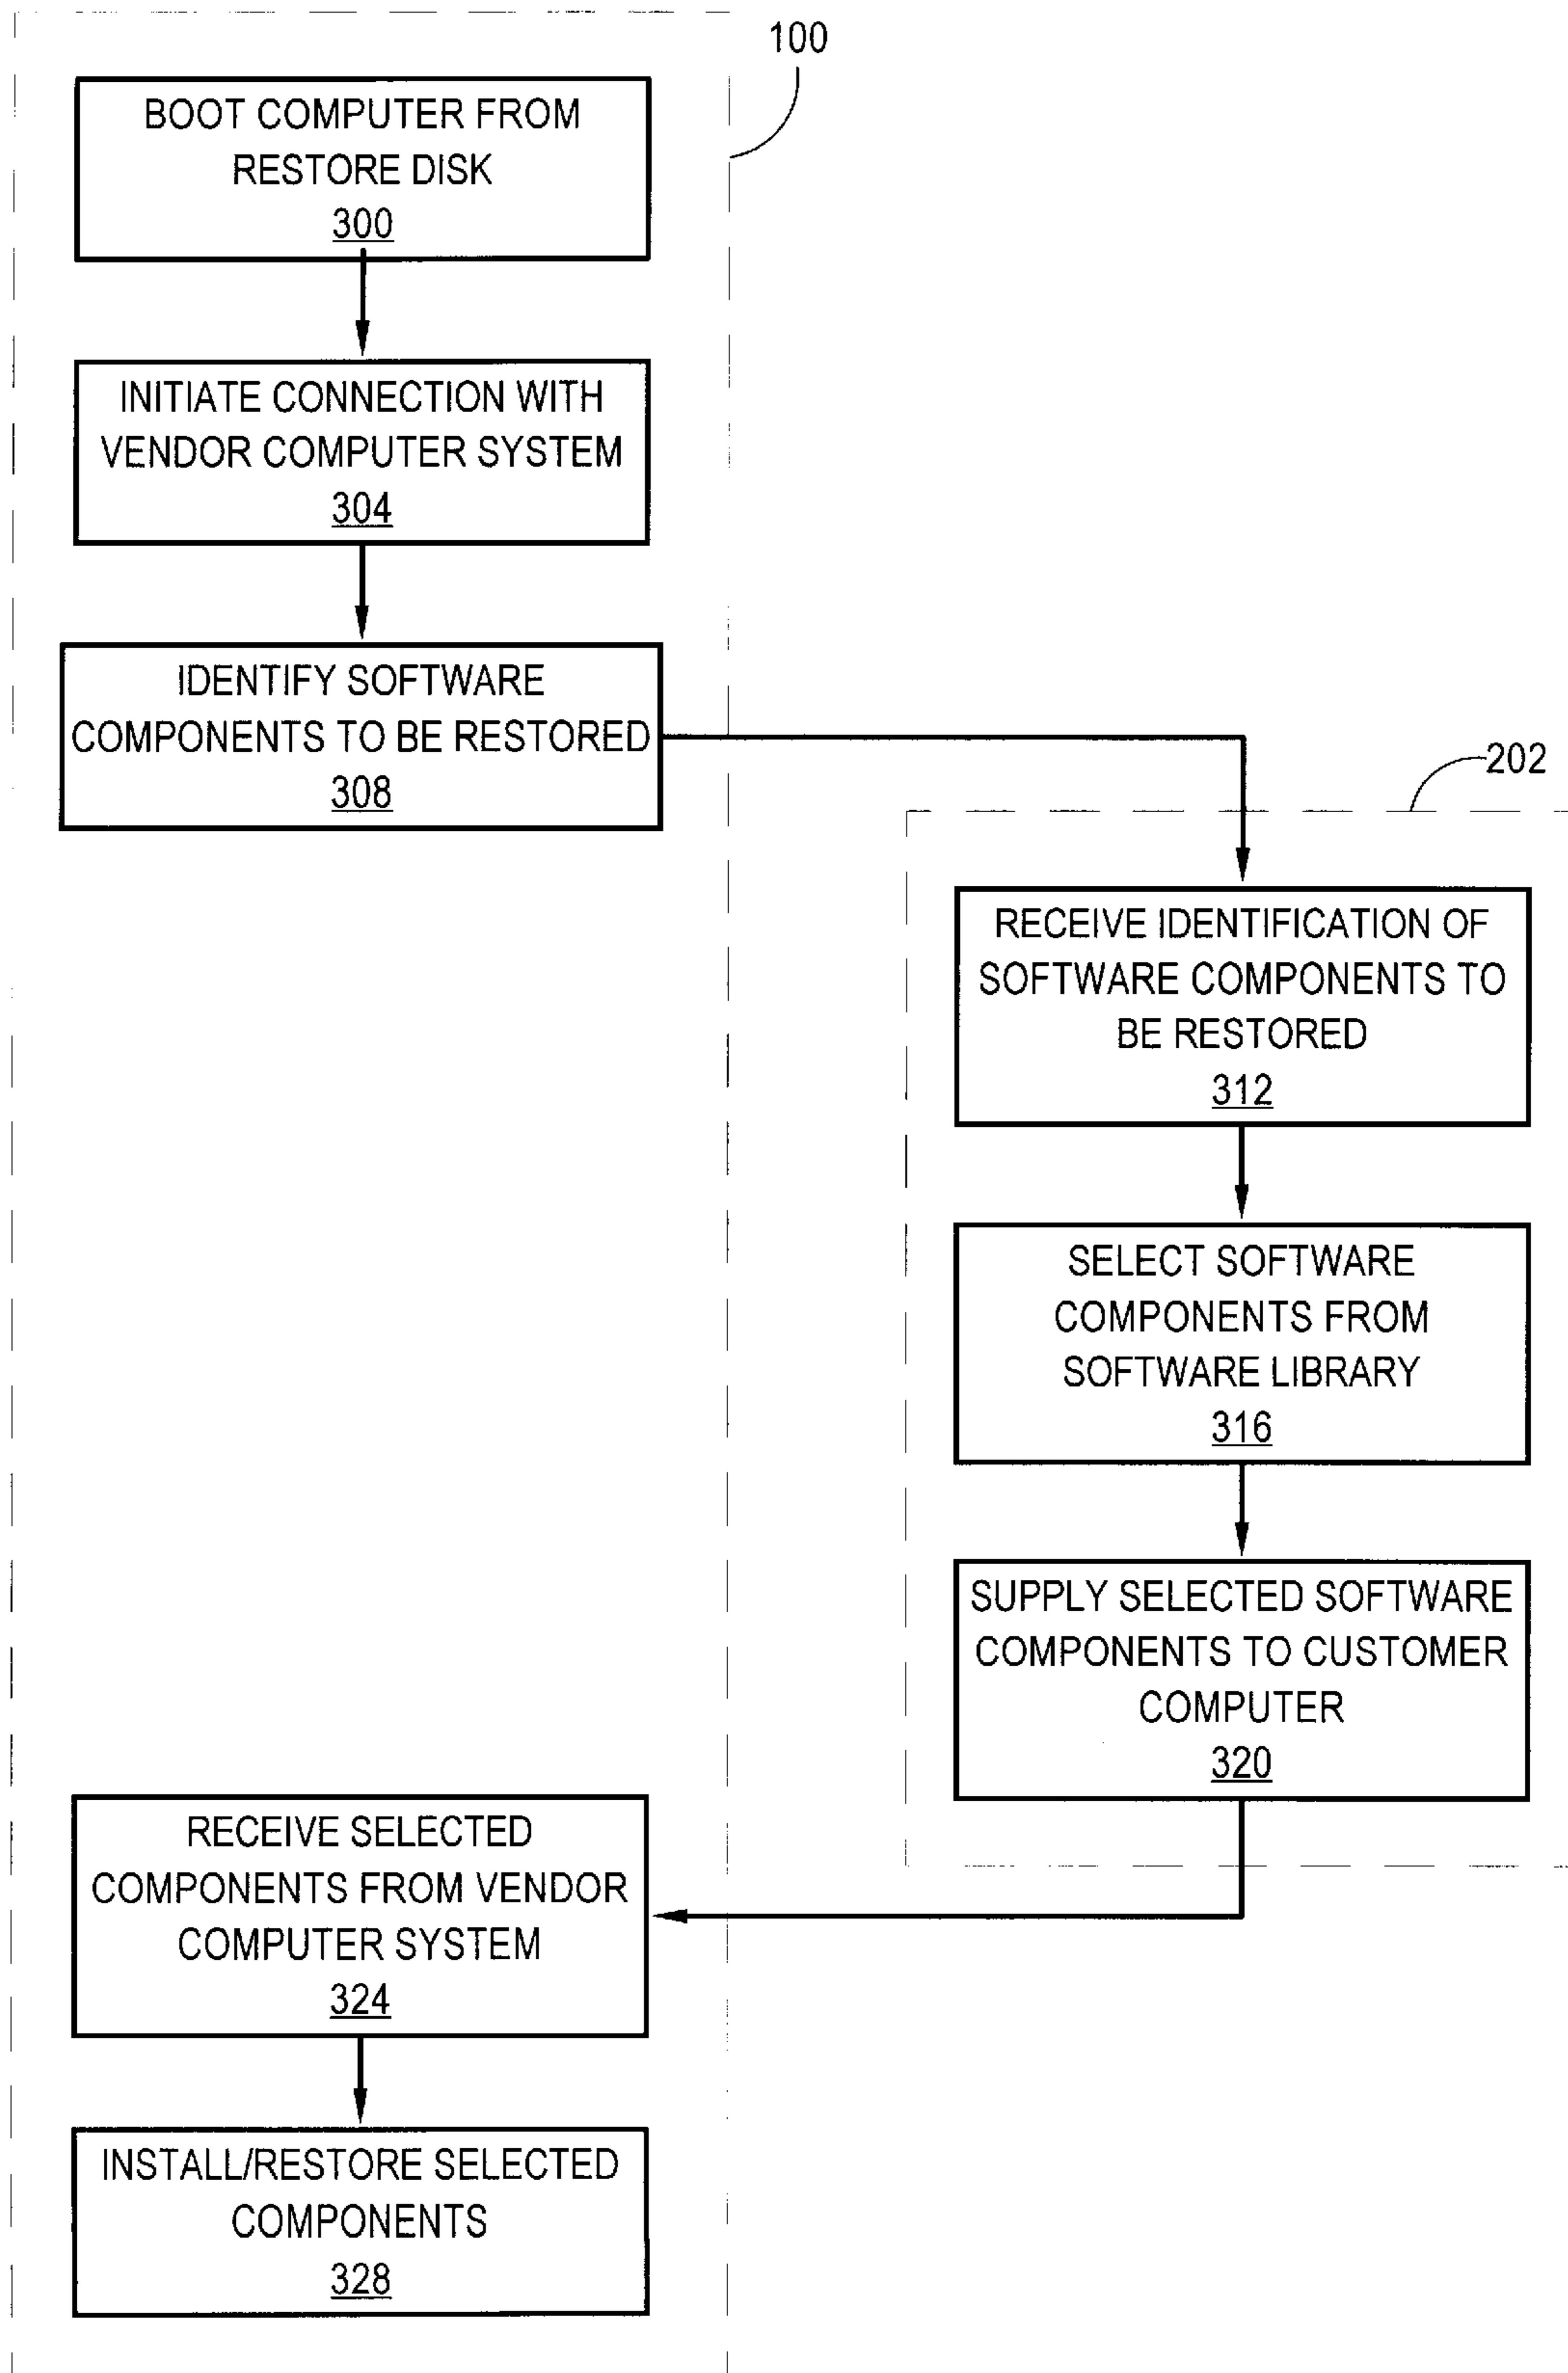 100
BOOT COMPUTER FROM
RESTORE DISK
300
INITIATE CONNECTION WITH
VENDOR COMPUTER SYSTEM
304
IDENTIFY SOFTWARE
COMPONENTS TO BE RESTORED
308
202
RECEIVE IDENTIFICATION OF
SOFTWARE COMPONENTS TO
BE RESTORED
312
SELECT SOFTWARE
COMPONENTS FROM
SOFTWARE LIBRARY
316
SUPPLY SELECTED SOFTWARE
COMPONENTS TO CUSTOMER
COMPUTER
320
RECEIVE SELECTED
COMPONENTS FROM VENDOR
COMPUTER SYSTEM
324
INSTALL/RESTORE SELECTED
COMPONENTS
328